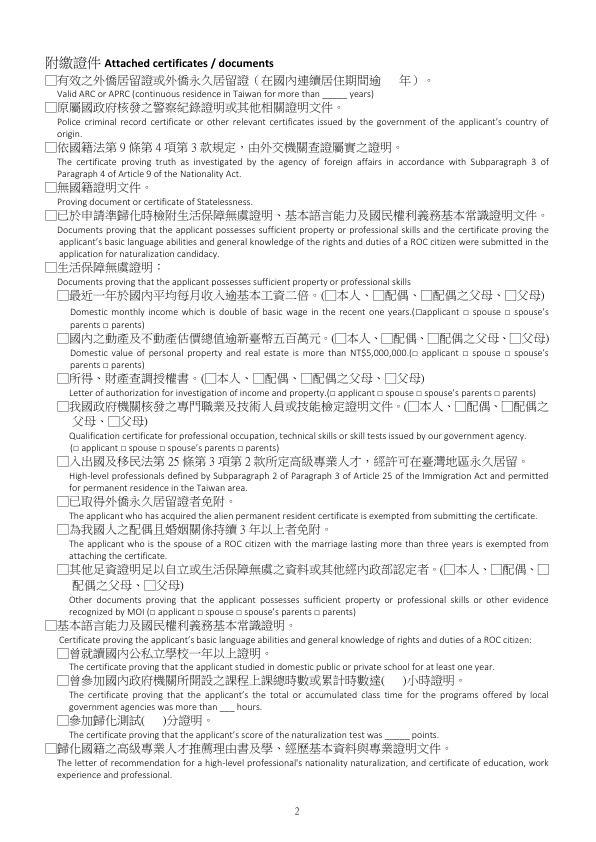 附繳證件 Attached certificates / documents
□有效之外僑居留證或外僑永久居留證（在國內連續居住期間逾　年）。
Valid ARC or APRC (continuous residence in Taiwan for more than _____ years)
□原屬國政府核發之警察紀錄證明或其他相關證明文件。
Police criminal record certificate or other relevant certificates issued by the government of the applicant's country of
origin.
□依國籍法第 9 條第 4 項第 3 款規定，由外交機關查證屬實之證明。
The certificate proving truth as investigated by the agency of foreign affairs in accordance with Subparagraph 3 of
Paragraph 4 of Article 9 of the Nationality Act.
□無國籍證明文件。
Proving document or certificate of Statelessness.
□已於申請準歸化時檢附生活保障無虞證明、基本語言能力及國民權利義務基本常識證明文件。
Documents proving that the applicant possesses sufficient property or professional skills and the certificate proving the
applicant's basic language abilities and general knowledge of the rights and duties of a ROC citizen were submitted in the
application for naturalization candidacy.
□生活保障無虞證明：
Documents proving that the applicant possesses sufficient property or professional skills
□最近一年於國內平均每月收入逾基本工資二倍。(□本人、□配偶、□配偶之父母、□父母)
Domestic monthly income which is double of basic wage in the recent one years.(□applicant □ spouse □ spouse's
parents □ parents)
□國內之動產及不動產估價總值逾新臺幣五百萬元。(□本人、□配偶、□配偶之父母、□父母)
Domestic value of personal property and real estate is more than NT$5,000,000.(□ applicant □ spouse □ spouse's
parents □ parents)
□所得、財產查調授權書。(□本人、□配偶、□配偶之父母、□父母)
Letter of authorization for investigation of income and property.(□ applicant □ spouse □ spouse's parents □ parents)
□我國政府機關核發之專門職業及技術人員或技能檢定證明文件。(□本人、□配偶、□配偶之
父母、□父母)
Qualification certificate for professional occupation, technical skills or skill tests issued by our government agency.
(□ applicant □ spouse □ spouse's parents □ parents)
□入出國及移民法第 25 條第 3 項第 2 款所定高級專業人才，經許可在臺灣地區永久居留。
High-level professionals defined by Subparagraph 2 of Paragraph 3 of Article 25 of the Immigration Act and permitted
for permanent residence in the Taiwan area.
□已取得外僑永久居留證者免附。
The applicant who has acquired the alien permanent resident certificate is exempted from submitting the certificate.
□為我國人之配偶且婚姻關係持續 3 年以上者免附。
The applicant who is the spouse of a ROC citizen with the marriage lasting more than three years is exempted from
attaching the certificate.
□其他足資證明足以自立或生活保障無虞之資料或其他經內政部認定者。(□本人、□配偶、□
配偶之父母、□父母)
Other documents proving that the applicant possesses sufficient property or professional skills or other evidence
recognized by MOI (□ applicant □ spouse □ spouse's parents □ parents)
□基本語言能力及國民權利義務基本常識證明。
Certificate proving the applicant's basic language abilities and general knowledge of rights and duties of a ROC citizen:
□曾就讀國內公私立學校一年以上證明。
The certificate proving that the applicant studied in domestic public or private school for at least one year.
□曾參加國內政府機關所開設之課程上課總時數或累計時數達(　)小時證明。
The certificate proving that the applicant's the total or accumulated class time for the programs offered by local
government agencies was more than ___ hours.
□參加歸化測試(　)分證明。
The certificate proving that the applicant's score of the naturalization test was _____ points.
□歸化國籍之高級專業人才推薦理由書及學、經歷基本資料與專業證明文件。
The letter of recommendation for a high-level professional's nationality naturalization, and certificate of education, work
experience and professional.
2